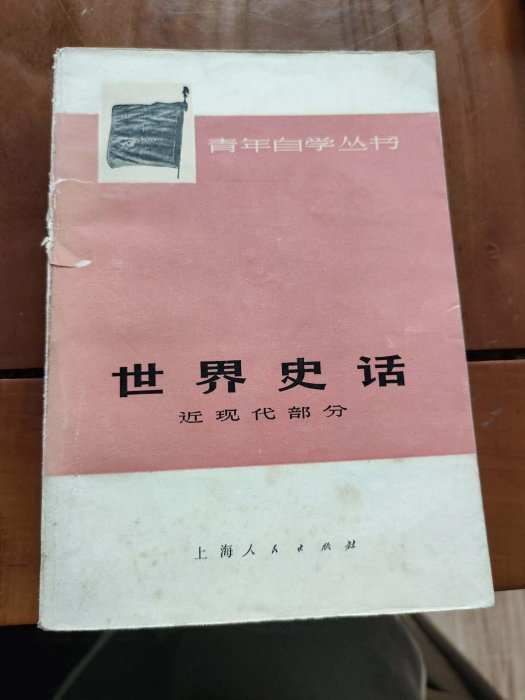 青年自学丛书
世界史话
近现代部分
上海人民出版社